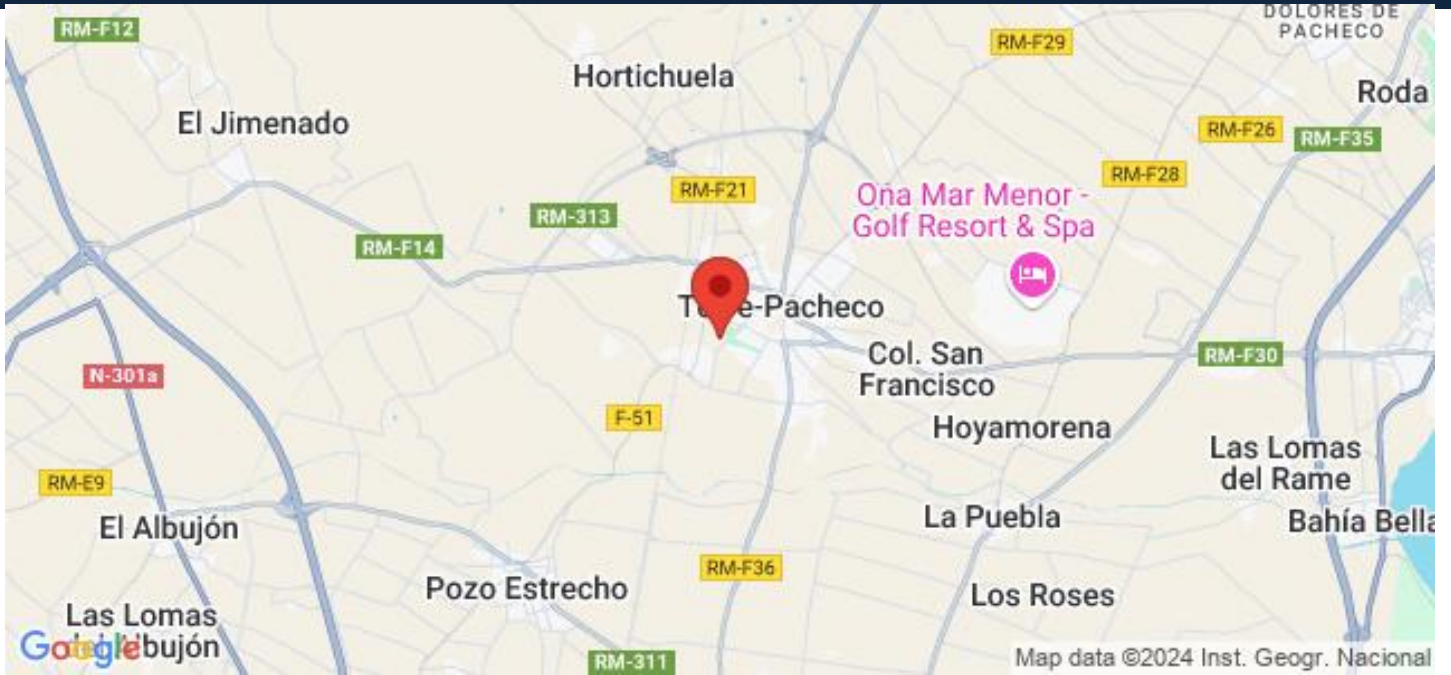 DOLORES DE
PACHECO
RM-F12
RM-F29
Hortichuela
Roda
El Jimenado
RM-F26
RM-F35
RM-F21
RM-F28
Oña Mar Menor -
Golf Resort & Spa
RM-313
RM-F14
-Pacheco
Col. San
Francisco
RM-F30
N-301a
F-51
Hoyamorena
Las Lomas
del Rame
RM-E9
El Albujón
La Puebla
Bahía Bella
RM-F36
Pozo Estrecho
Los Roses
Las Lomas
Google
RM-311
Map data ©2024 Inst. Geogr. Nacional